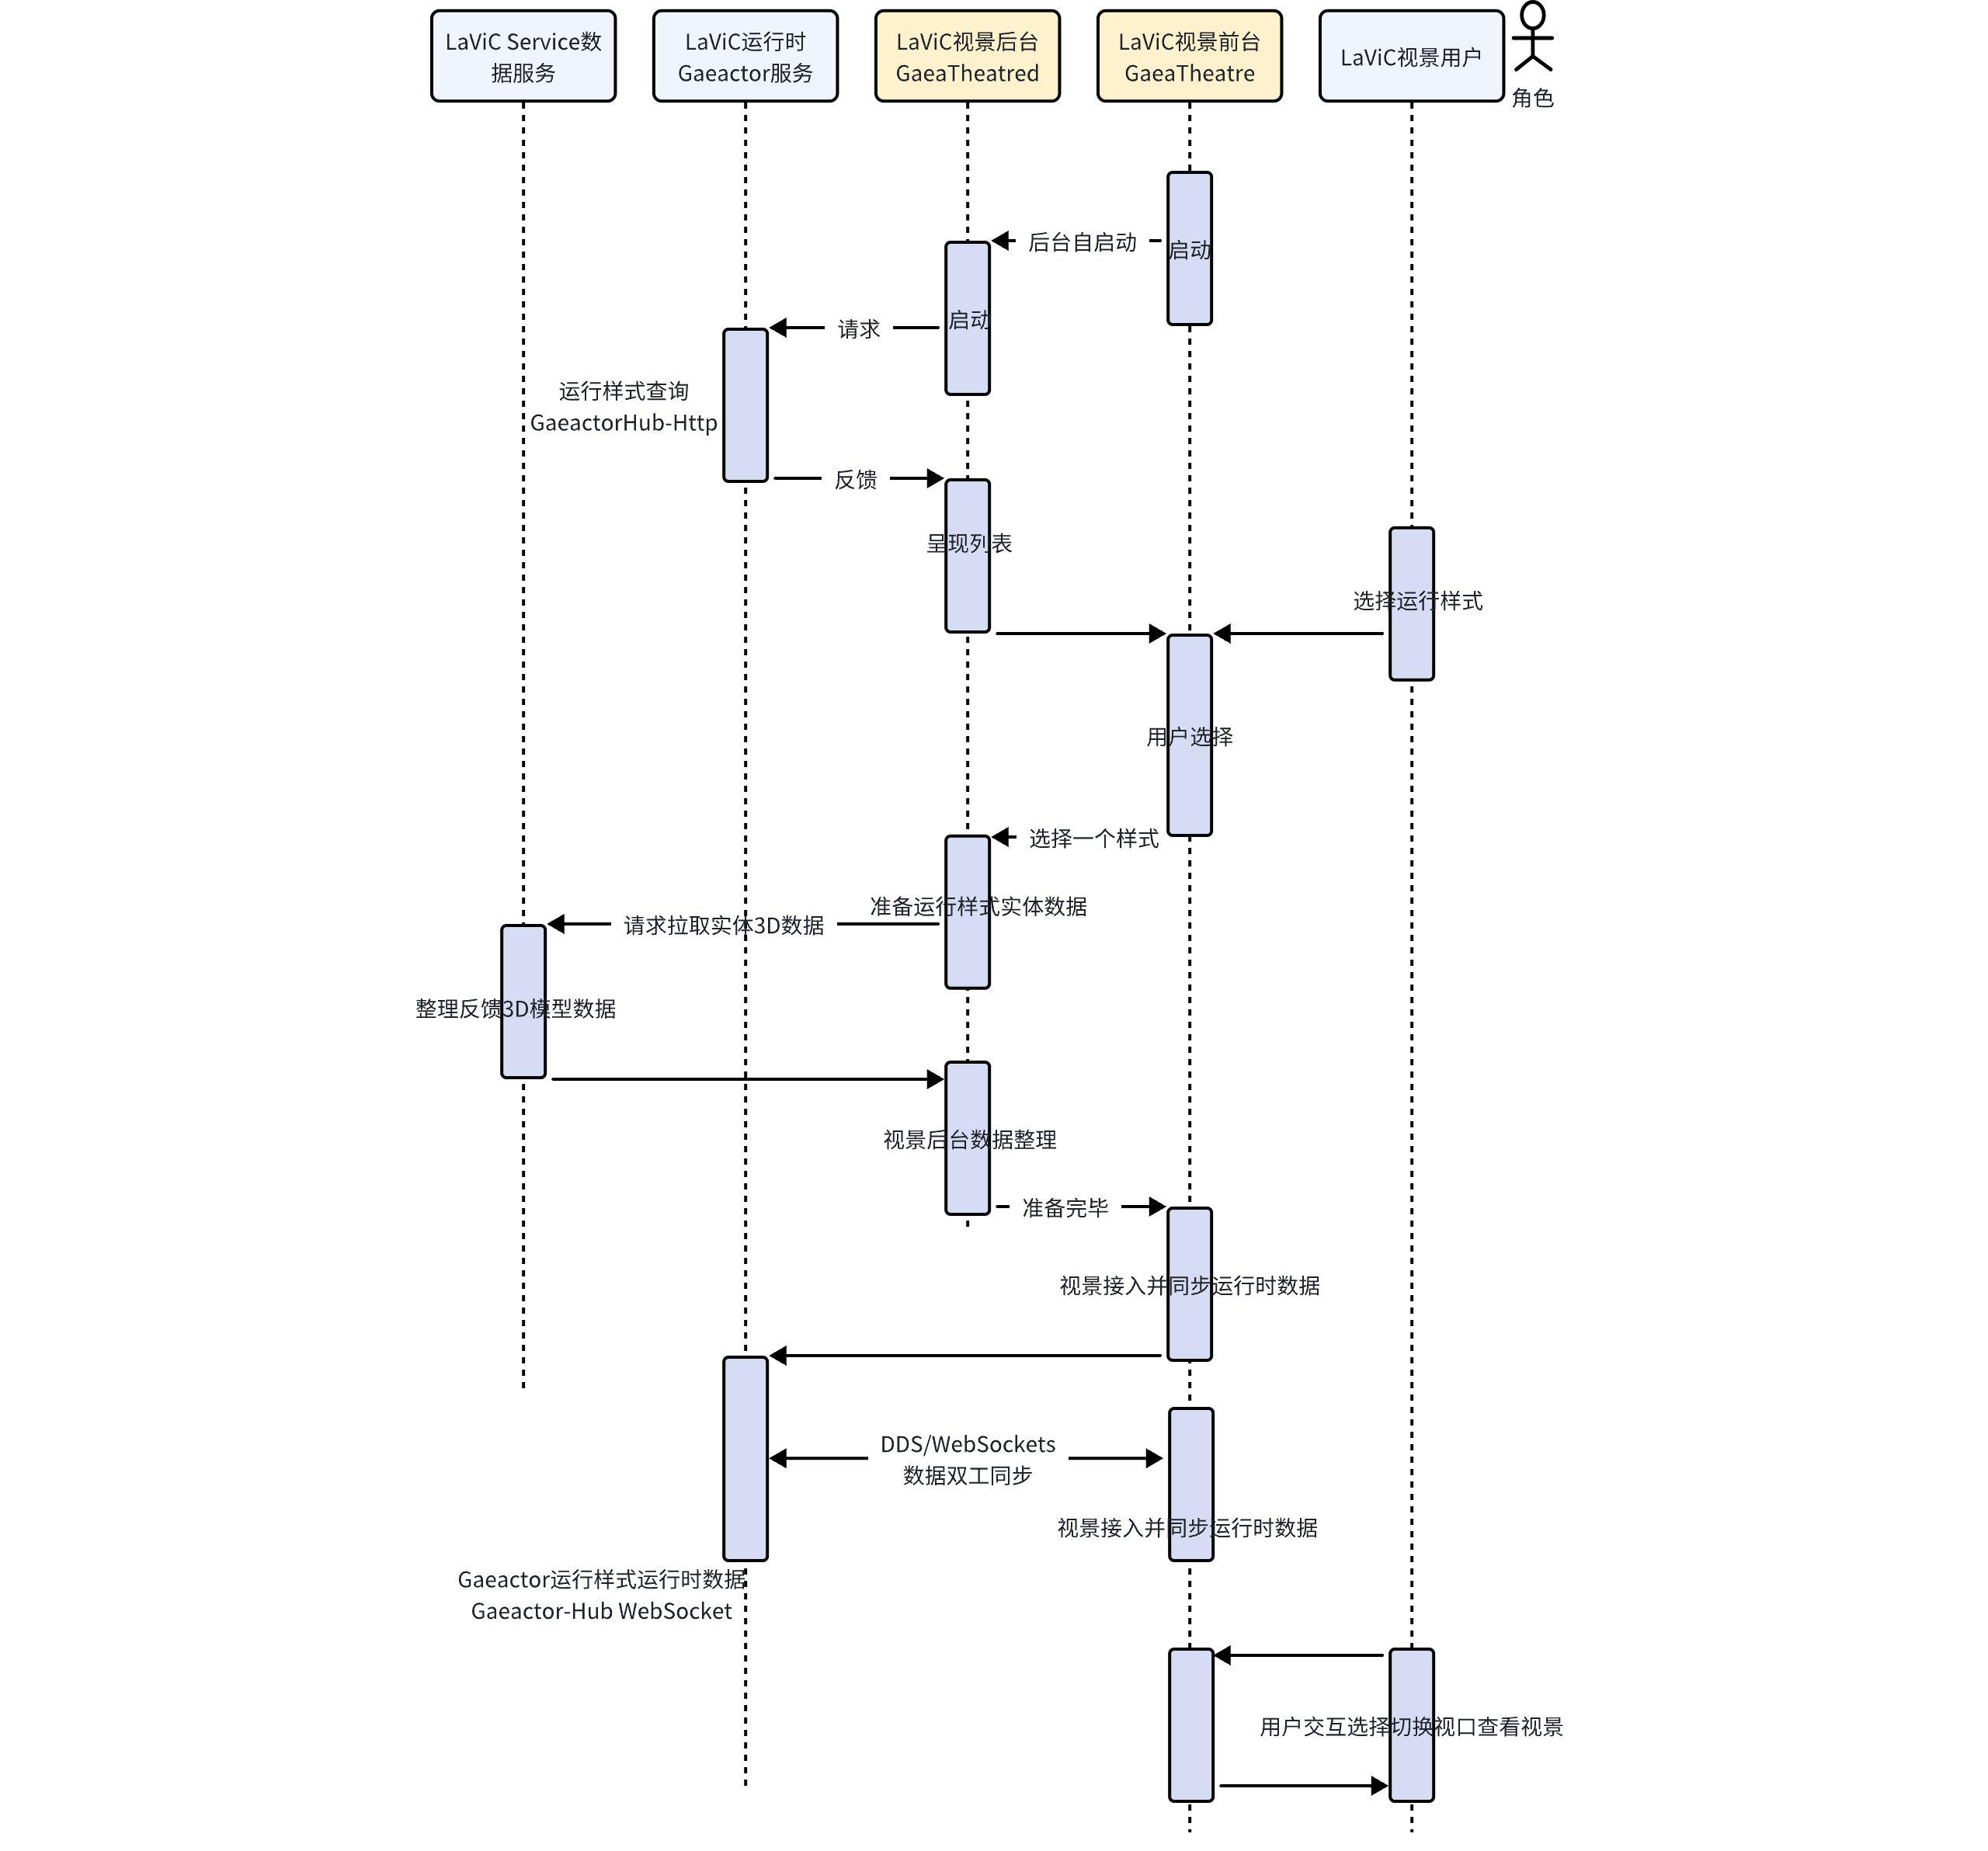 LaViC Service数
据服务
LaViC运行时
Gaeactor服务
LaViC视景后台
GaeaTheatred
LaViC视景前台
GaeaTheatre
LaViC视景用户
角色
后台自启动
启动
启动
请求
运行样式查询
GaeactorHub-Http
反馈
呈现列表
选择运行样式
用户选择
选择一个样式
准备运行样式实体数据
请求拉取实体3D数据
整理反馈3D模型数据
视景后台数据整理
准备完毕
视景接入并同步运行时数据
DDS/WebSockets
数据双工同步
视景接入并同步运行时数据
Gaeactor运行样式运行时数据
Gaeactor-Hub WebSocket
用户交互选择切换视口查看视景